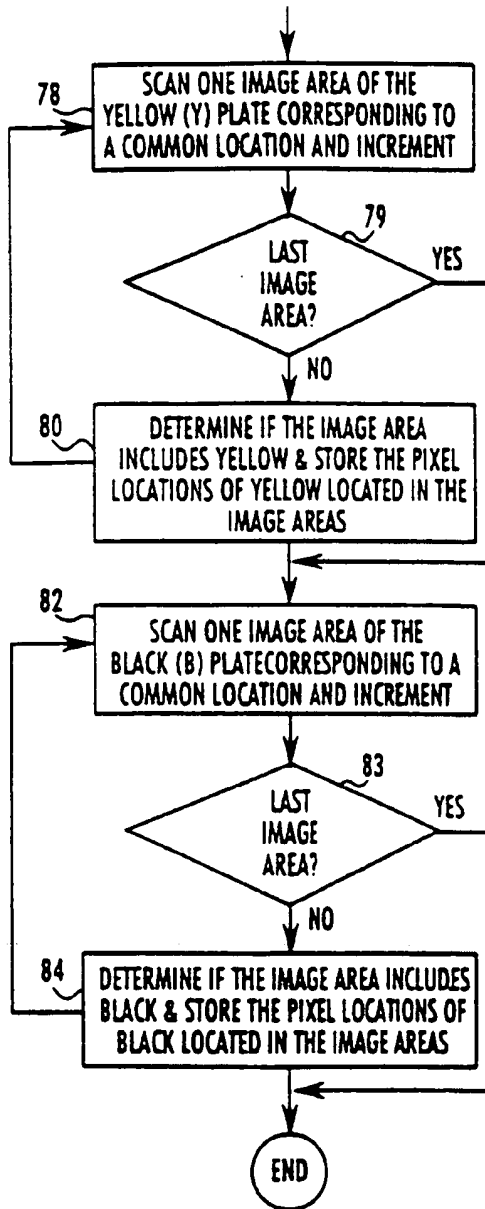 78
SCAN ONE IMAGE AREA OF THE
YELLOW (Y) PLATE CORRESPONDING TO
A COMMON LOCATION AND INCREMENT
79
LAST
IMAGE
AREA?
YES
NO
80
DETERMINE IF THE IMAGE AREA
INCLUDES YELLOW & STORE THE PIXEL
LOCATIONS OF YELLOW LOCATED IN THE
IMAGE AREAS
82
SCAN ONE IMAGE AREA OF THE
BLACK (B) PLATECORRESPONDING TO A
COMMON LOCATION AND INCREMENT
83
LAST
IMAGE
AREA?
YES
NO
84
DETERMINE IF THE IMAGE AREA INCLUDES
BLACK & STORE THE PIXEL LOCATIONS OF
BLACK LOCATED IN THE IMAGE AREAS
END